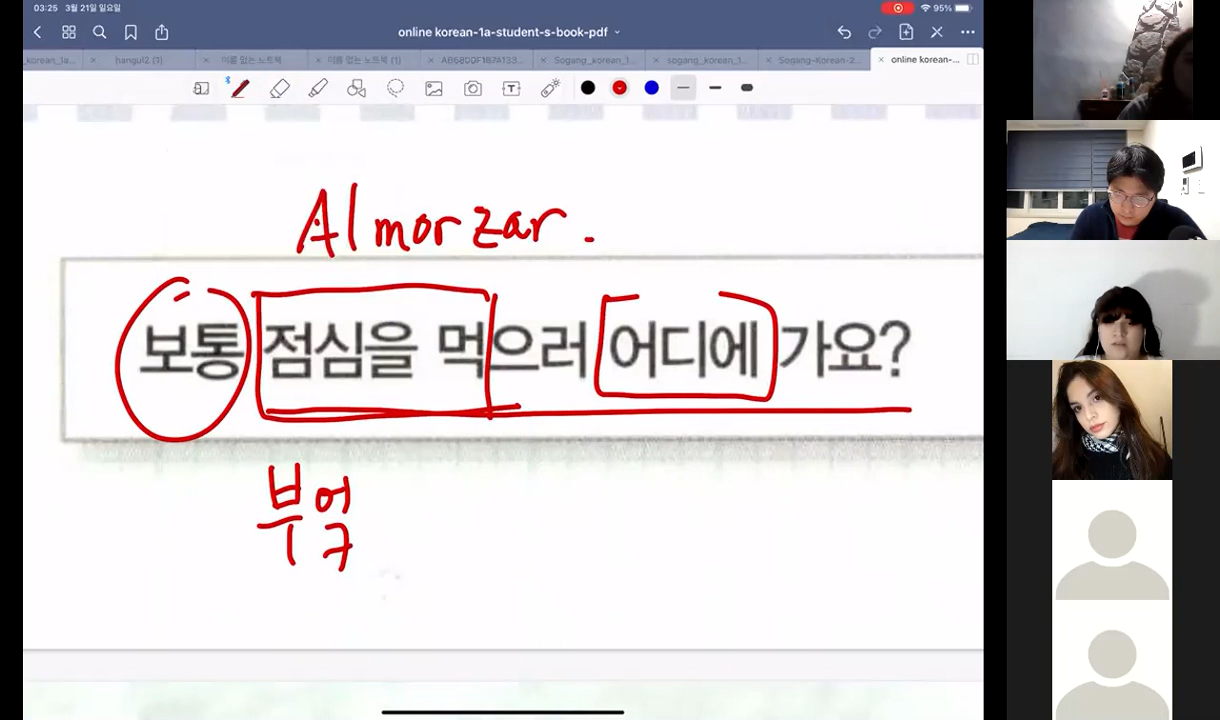 03:25 3월 21일 일요일
95%
online korean-1a-student-s-book-pdf
_korean_1a...
hangul2 (1)
이름 없는 노트북
이름 없는 노트북 (1)
AB68DDF1B7A133...
Sogang_korean_1...
sogang_korean_1...
Sogang-Korean-2...
online korean-...
Almorzar.
보통 점심을 먹으러 어디에 가요?
부엌